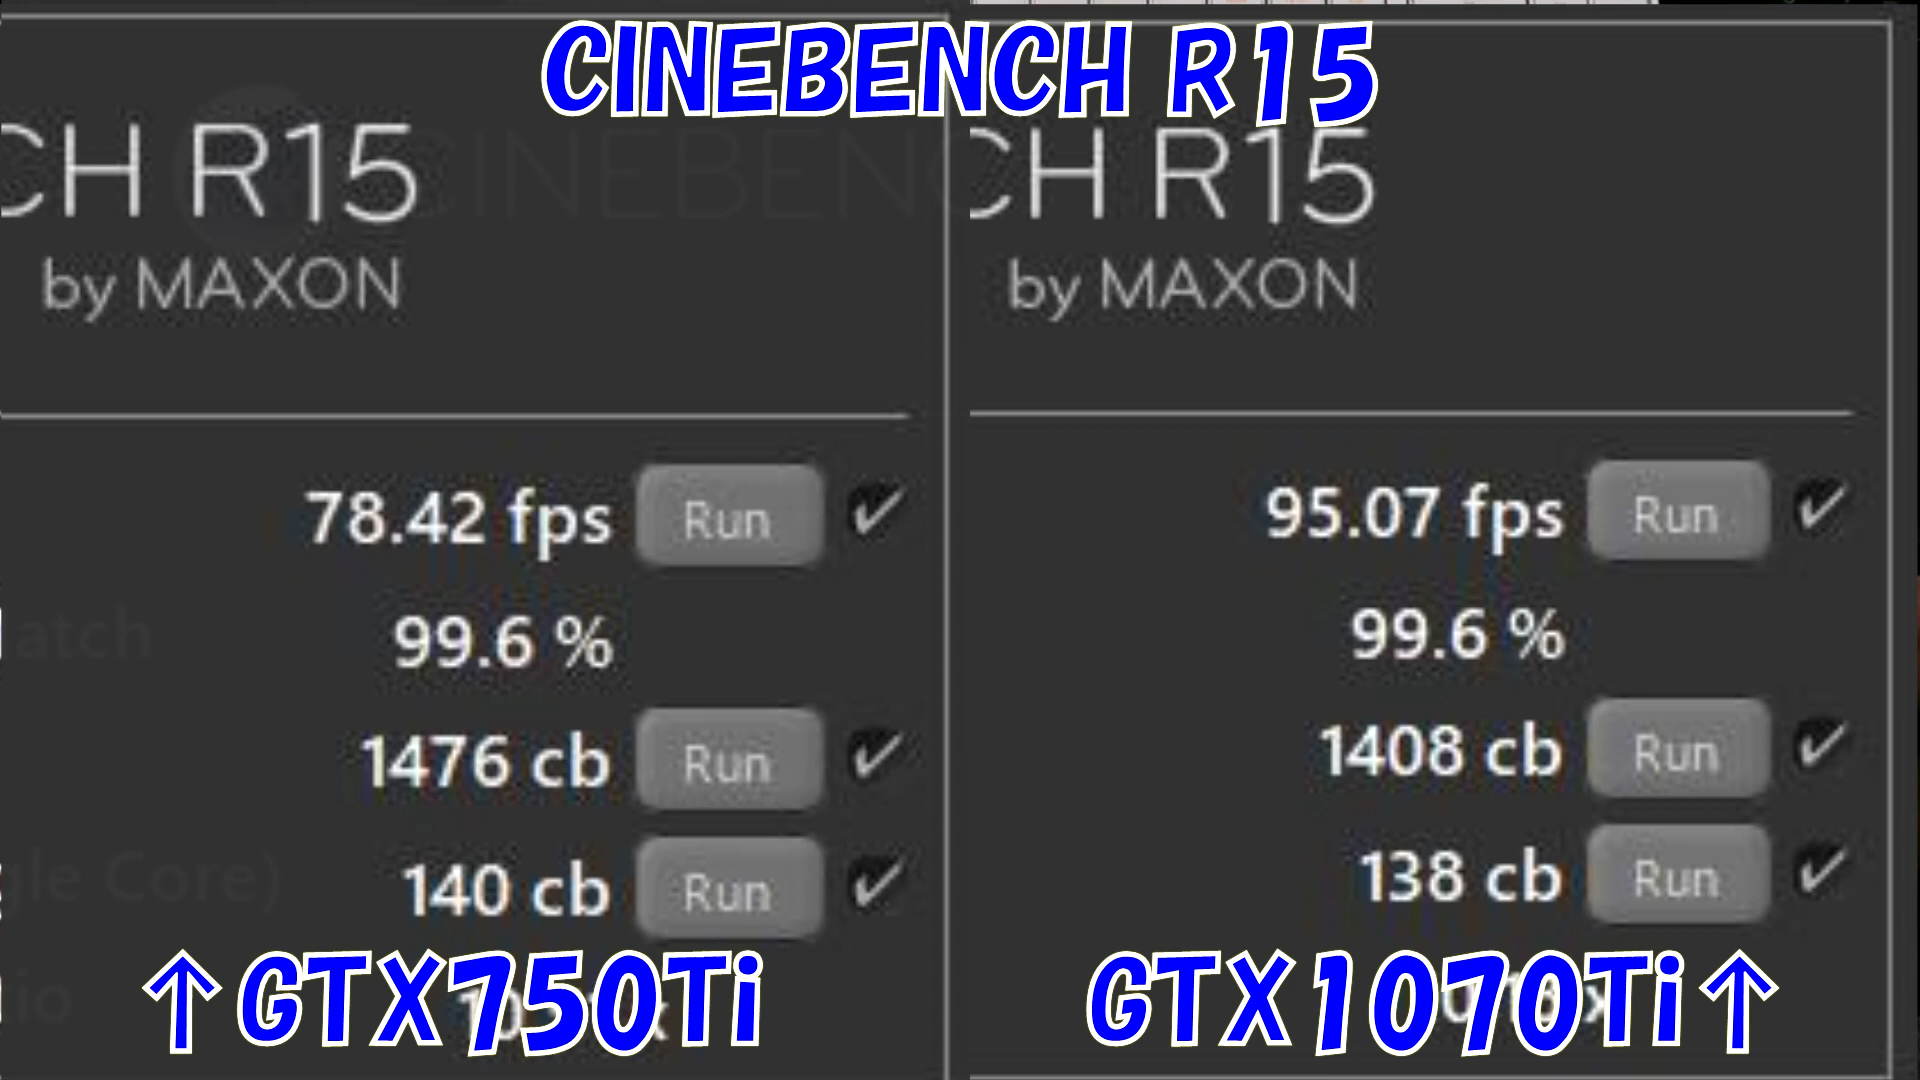 CINEBENCH R15
CH R15
by MAXON
78.42 fps Run
99.6 %
1476 cb Run
140 cb Run
↑GTX750Ti
CH R15
by MAXON
95.07 fps Run
99.6 %
1408 cb Run
138 cb Run
GTX1070Ti↑